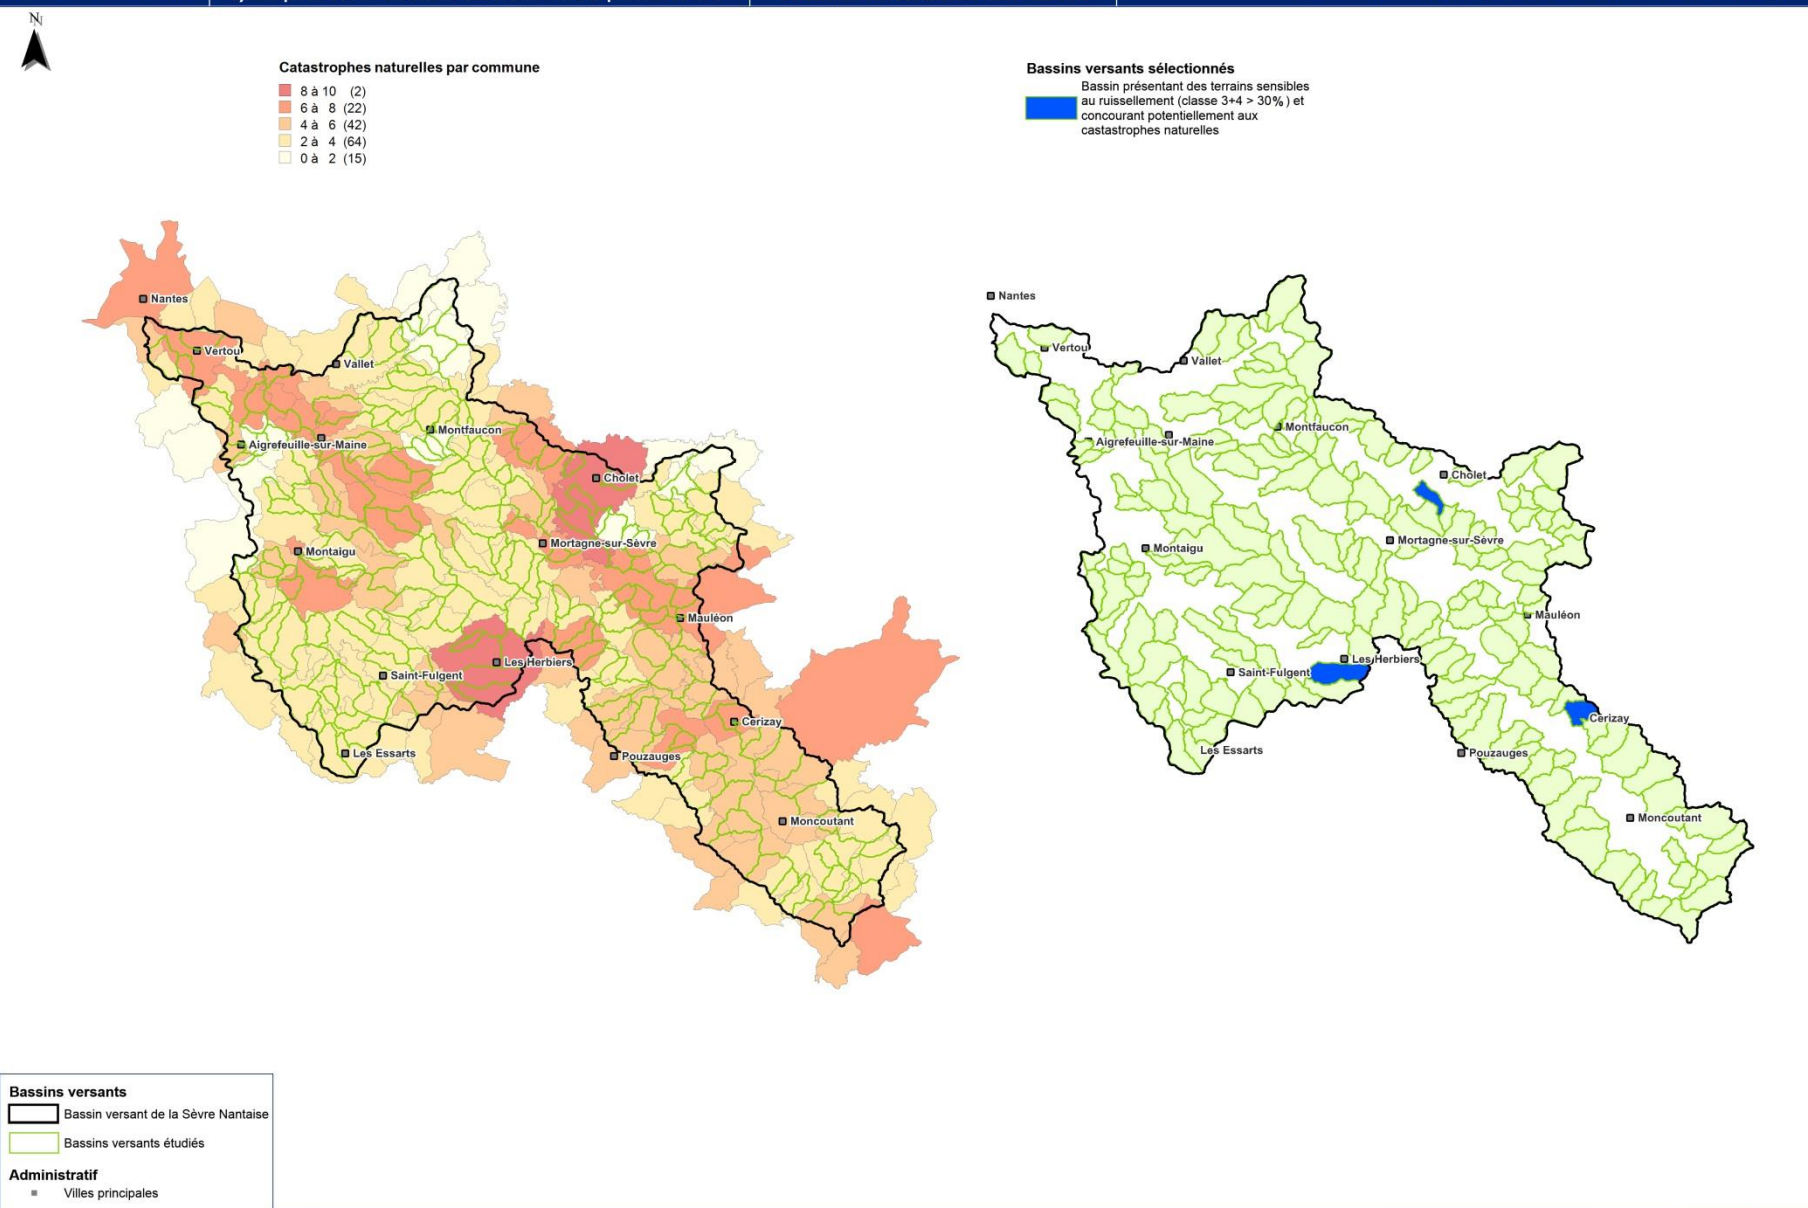 N
Catastrophes naturelles par commune
8 à 10 (2)
6 à 8 (22)
4 à 6 (42)
2 à 4 (64)
0 à 2 (15)
Bassins versants sélectionnés
Bassin présentant des terrains sensibles
au ruissellement (classe 3+4 > 30%) et
concourant potentiellement aux
castastrophes naturelles
Nantes
Vertou
Vallet
Aigrefeuille-sur-Maine
Montfaucon
Cholet
Montaigu
Mortagne-sur-Sèvre
Mauléon
Les Herbiers
Saint-Fulgent
Cerizay
Les Essarts
Pouzauges
Moncoutant
Nantes
Vertou
Vallet
Aigrefeuille-sur-Maine
Montfaucon
Cholet
Mortagne-sur-Sèvre
Montaigu
Mauléon
Les Herbiers
Saint-Fulgent
Cerizay
Les Essarts
Pouzauges
Moncoutant
Bassins versants
Bassin versant de la Sèvre Nantaise
Bassins versants étudiés
Administratif
Villes principales